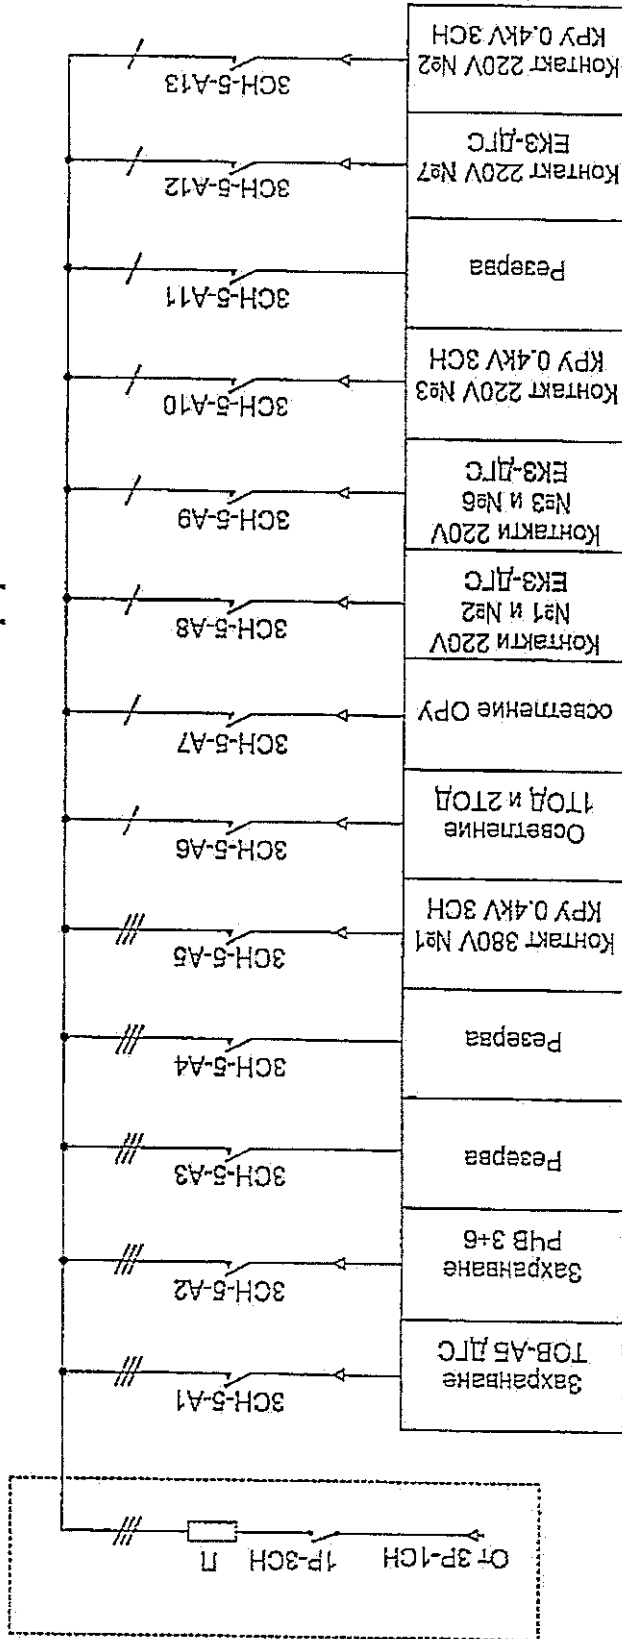 От 3Р-1СН 1Р-3СН П
3СН-5-А1
Захранване
ТОВ-АБ ДГС
3СН-5-А2
Захранване
РЧВ 3+6
3СН-5-А3
Резерва
3СН-5-А4
Резерва
3СН-5-А5
Контакт 380V №1
КРУ 0.4kV 3СН
3СН-5-А6
Осветление
1ТОД и 2ТОД
3СН-5-А7
осветление ОРУ
3СН-5-А8
Контакти 220V
№1 и №2
ЕК3-ДГС
3СН-5-А9
Контакти 220V
№3 и №6
ЕК3-ДГС
3СН-5-А10
Контакт 220V №3
КРУ 0.4kV 3СН
3СН-5-А11
Резерва
3СН-5-А12
Контакт 220V №7
ЕК3-ДГС
3СН-5-А13
Контакт 220V №2
КРУ 0.4kV 3СН